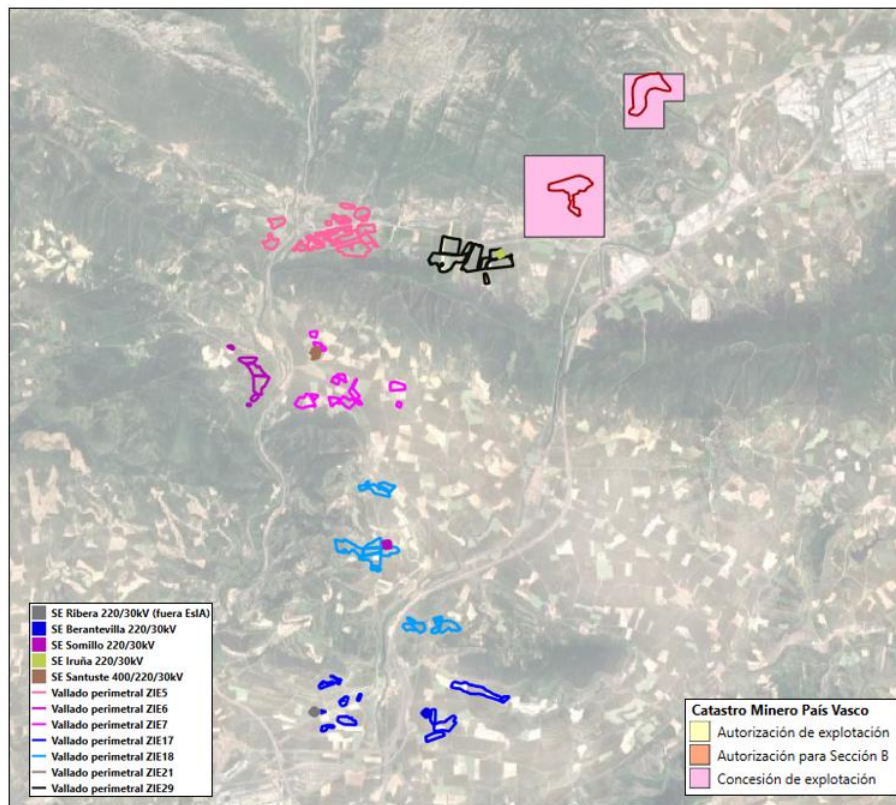 SE Ribera 220/30kV (fuera EsIA)
SE Berantevilla 220/30kV
SE Somillo 220/30kV
SE Iruña 220/30kV
SE Santuste 400/220/30kV
Vallado perimetral ZIE5
Vallado perimetral ZIE6
Vallado perimetral ZIE7
Vallado perimetral ZIE17
Vallado perimetral ZIE18
Vallado perimetral ZIE21
Vallado perimetral ZIE29
Catastro Minero País Vasco
Autorización de explotación
Autorización para Sección B
Concesión de explotación